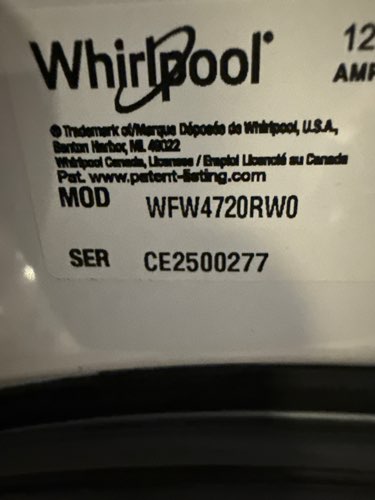 Whirlpool®
12
AMP
® Trademark of/Marque Déposée de Whirlpool, U.S.A.,
Benton Harbor, MI. 49022
Whirlpool Canada, Licensee / Emploi Licencié au Canada
Pat. www.patent-listing.com
MOD WFW4720RW0
SER CE2500277